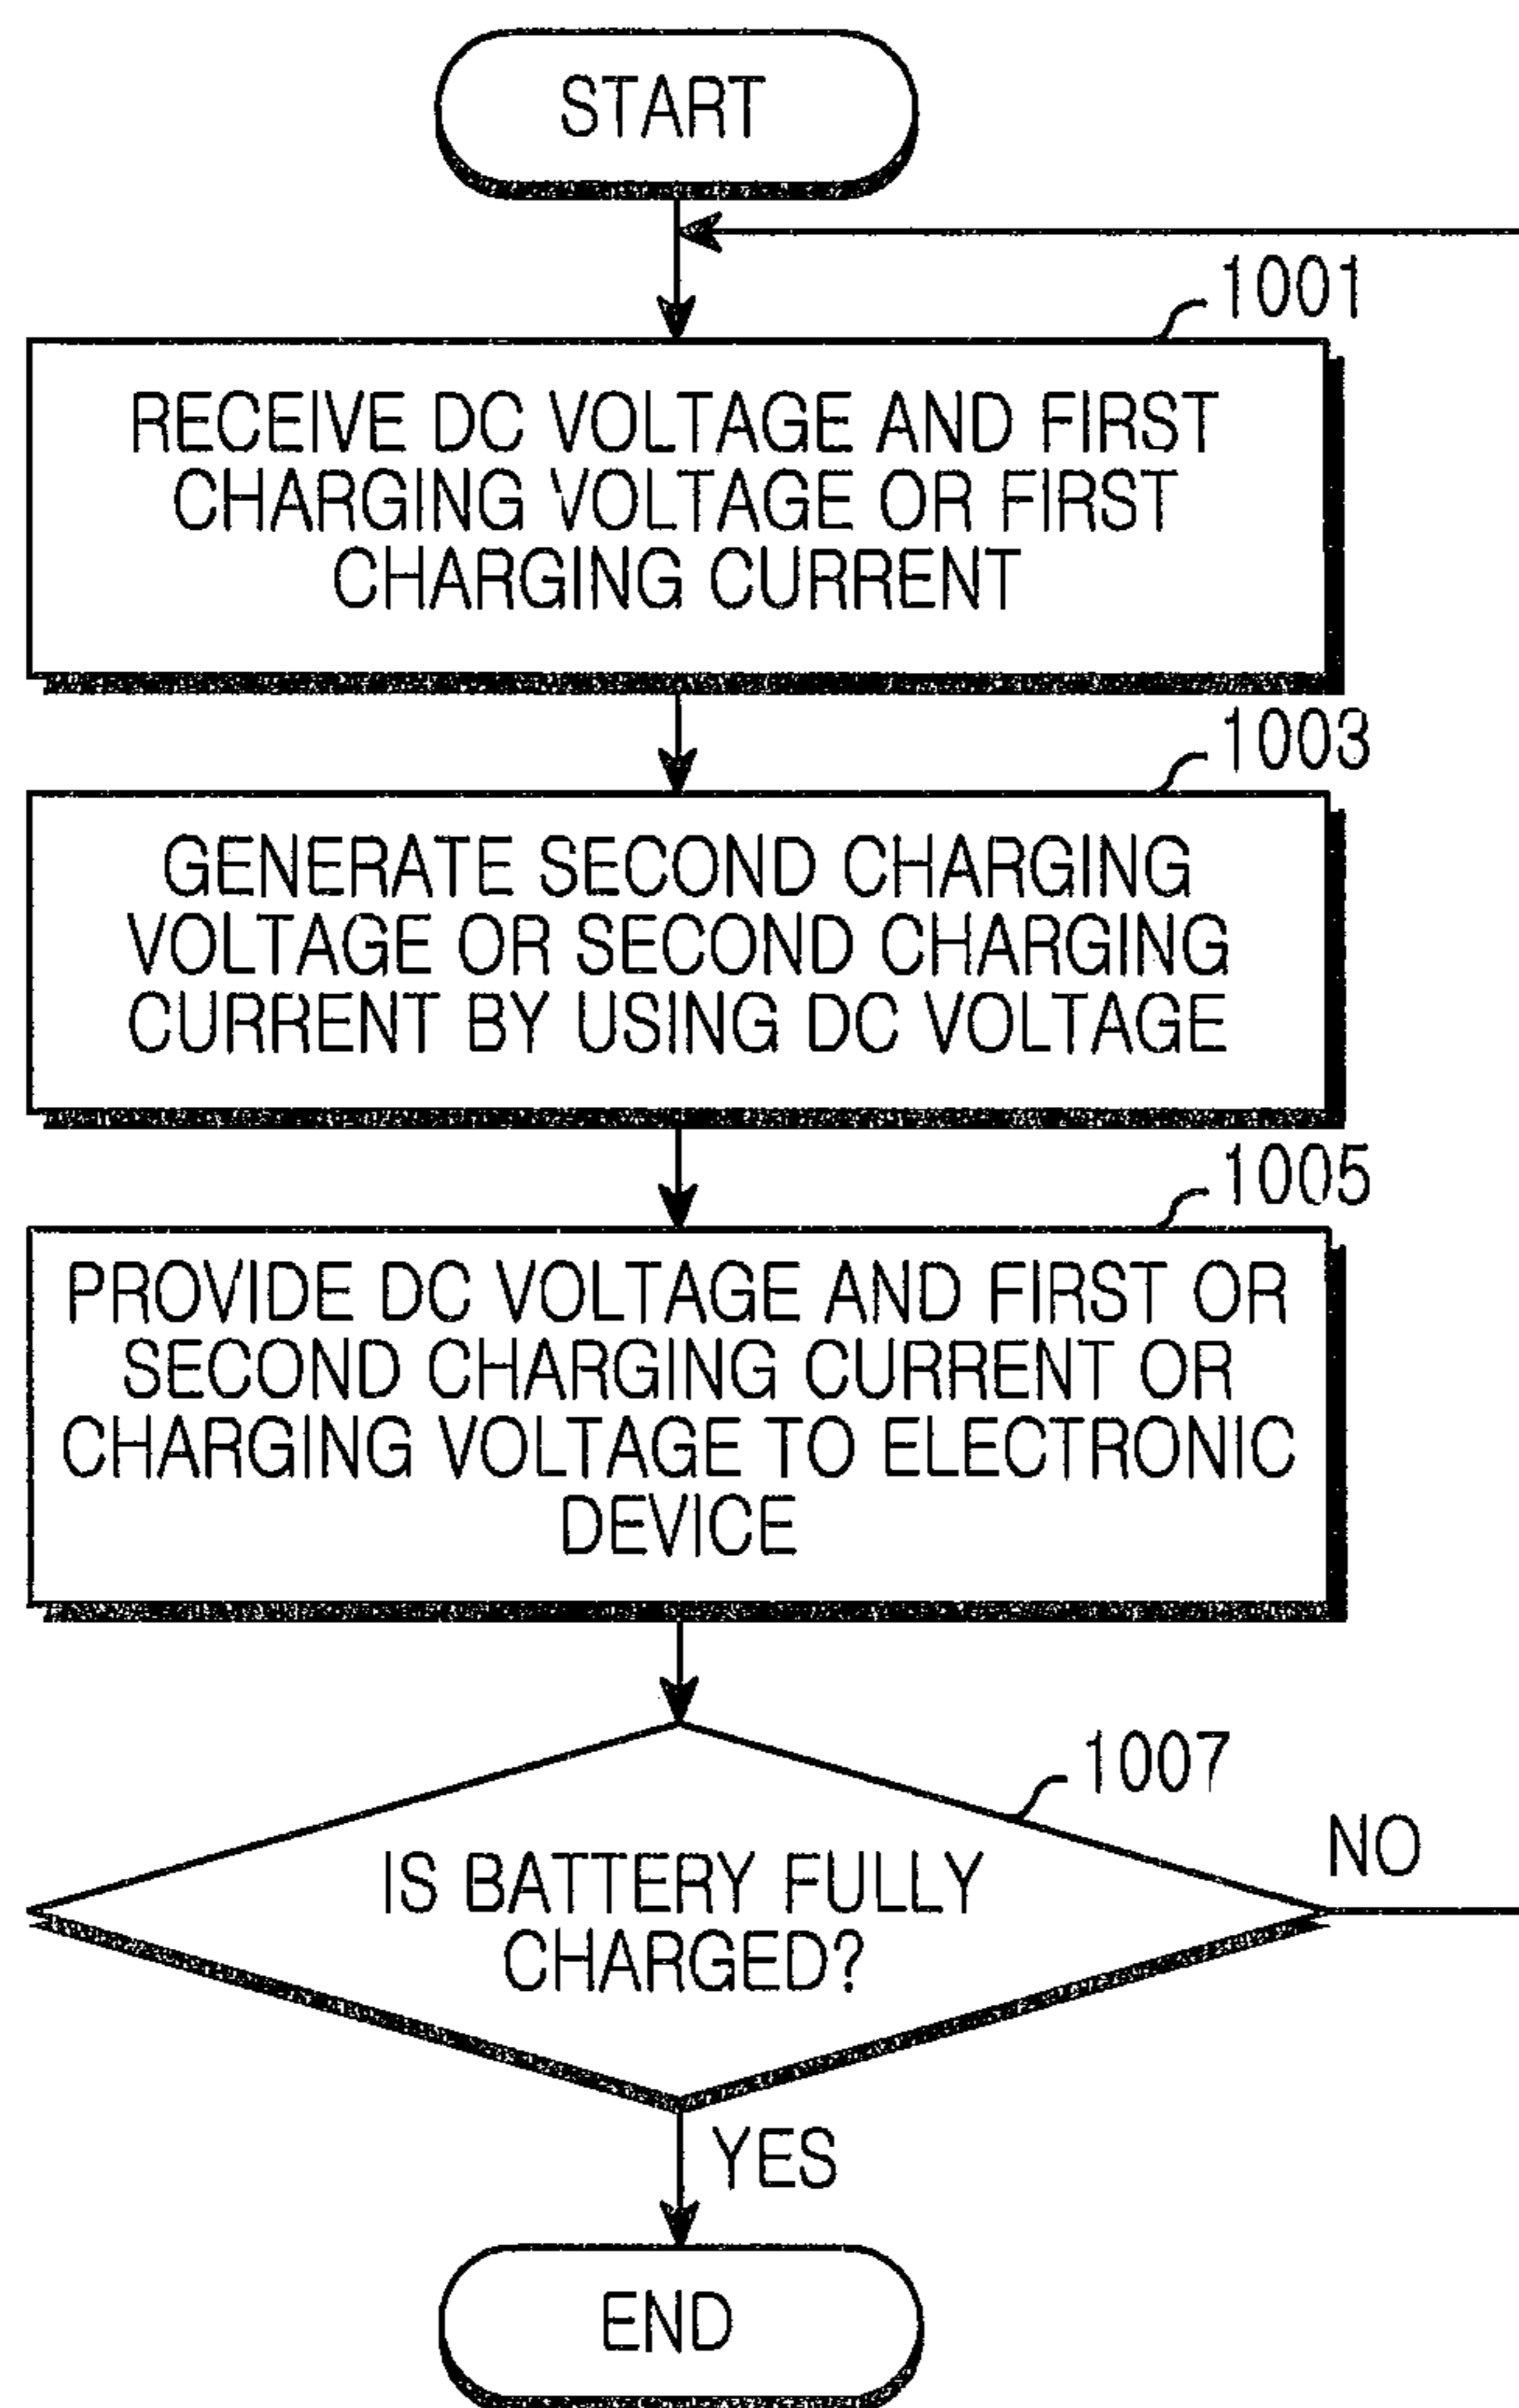 START
1001
RECEIVE DC VOLTAGE AND FIRST
CHARGING VOLTAGE OR FIRST
CHARGING CURRENT
1003
GENERATE SECOND CHARGING
VOLTAGE OR SECOND CHARGING
CURRENT BY USING DC VOLTAGE
1005
PROVIDE DC VOLTAGE AND FIRST OR
SECOND CHARGING CURRENT OR
CHARGING VOLTAGE TO ELECTRONIC
DEVICE
1007
NO
IS BATTERY FULLY
CHARGED?
YES
END